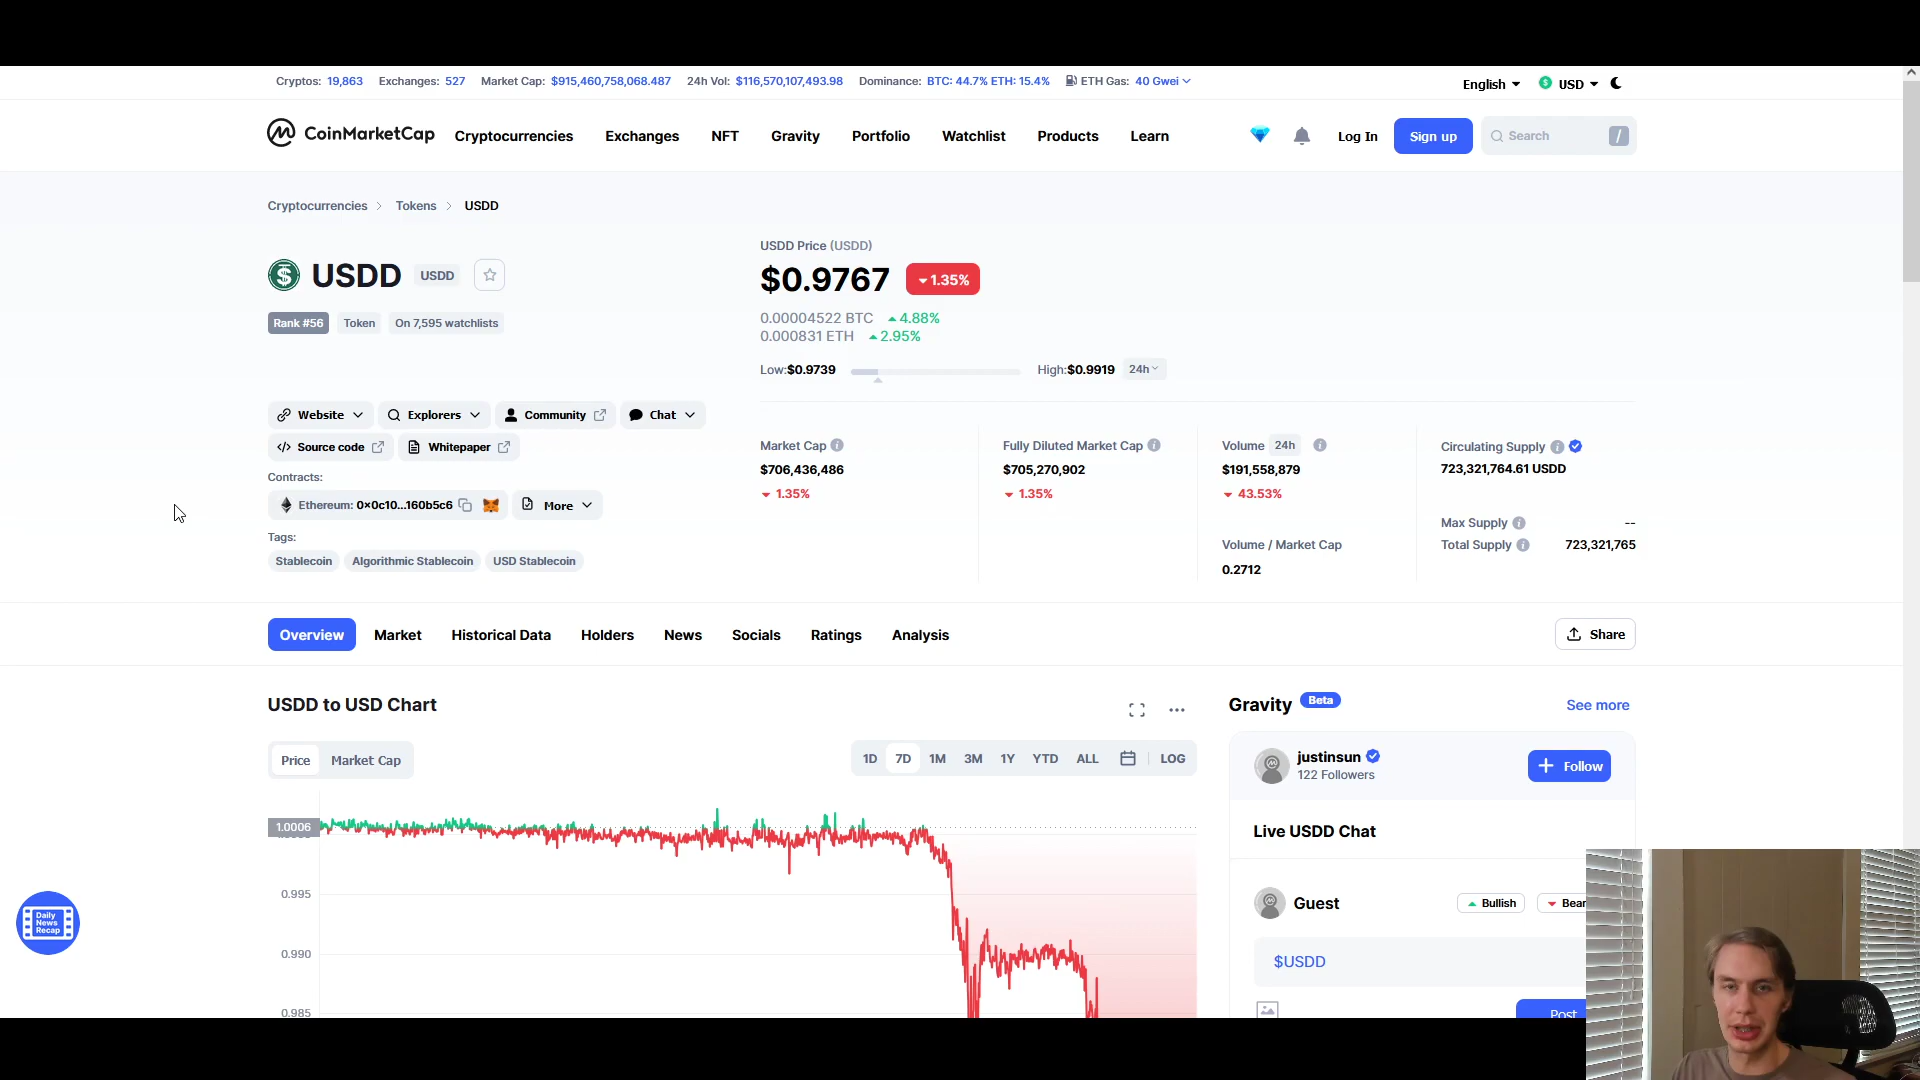 Cryptos: 19,863 Exchanges: 527 Market Cap: $915,460,758,068.487 24h Vol: $116,570,107,493.98 Dominance: BTC: 44.7% ETH: 15.4% ETH Gas: 40 Gwei
English USD
CoinMarketCap Cryptocurrencies Exchanges NFT Gravity Portfolio Watchlist Products Learn Log In Sign up Search /
Cryptocurrencies > Tokens > USDD
USDD USDD
Rank #56 Token On 7,595 watchlists
Website Explorers Community Chat
Source code Whitepaper
Contracts:
Ethereum: 0x0c10...160b5c6 More
Tags:
Stablecoin Algorithmic Stablecoin USD Stablecoin
USDD Price (USDD)
$0.9767 1.35%
0.00004522 BTC 4.88%
0.000831 ETH 2.95%
Low:$0.9739 High:$0.9919 24h
Market Cap
$706,436,486
1.35%
Fully Diluted Market Cap
$705,270,902
1.35%
Volume 24h
$191,558,879
43.53%
Volume / Market Cap
0.2712
Circulating Supply
723,321,764.61 USDD
Max Supply --
Total Supply 723,321,765
Overview Market Historical Data Holders News Socials Ratings Analysis Share
USDD to USD Chart
Price Market Cap 1D 7D 1M 3M 1Y YTD ALL LOG
1.0006
0.995
0.990
0.985
Daily
News
Recap
Gravity Beta See more
justinsun
122 Followers
Follow
Live USDD Chat
Guest Bullish Bear
$USDD
Post